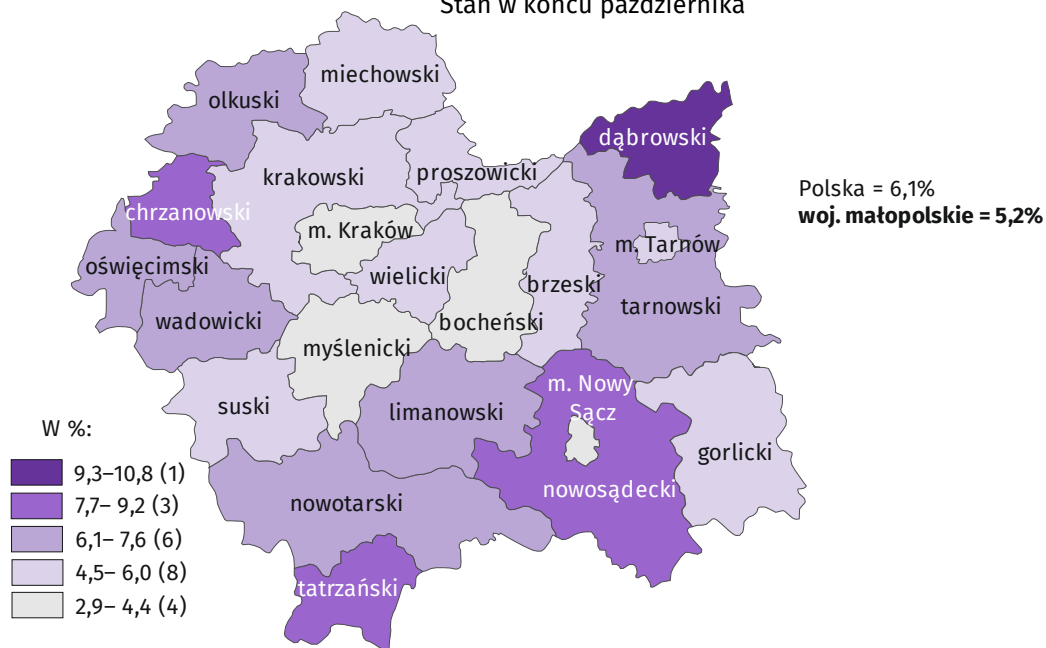 Stan w końcu października
miechowski
olkuski
dąbrowski
proszowicki
krakowski
Polska = 6,1%
woj. małopolskie = 5,2%
chrzanowski
m. Kraków
m. Tarnów
oświęcimski
wielicki
brzeski
tarnowski
wadowicki
bocheński
myślenicki
m. Nowy
Sącz
suski
limanowski
gorlicki
nowosądecki
nowotarski
tatrzański
W %:
9,3–10,8 (1)
7,7– 9,2 (3)
6,1– 7,6 (6)
4,5– 6,0 (8)
2,9– 4,4 (4)